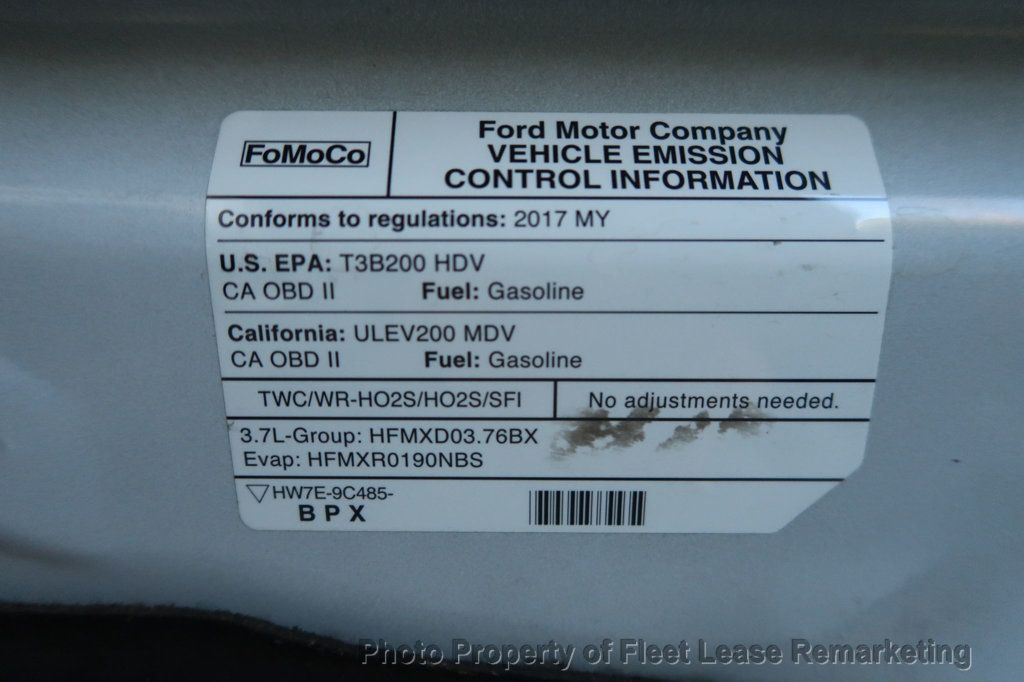 FoMoCo
Ford Motor Company
VEHICLE EMISSION
CONTROL INFORMATION
Conforms to regulations: 2017 MY
U.S. EPA: T3B200 HDV
CA OBD II Fuel: Gasoline
California: ULEV200 MDV
CA OBD II Fuel: Gasoline
TWC/WR-HO2S/HO2S/SFI No adjustments needed.
3.7L-Group: HFMXD03.76BX
Evap: HFMXR0190NBS
HW7E-9C485-
BPX
Photo Property of Fleet Lease Remarketing